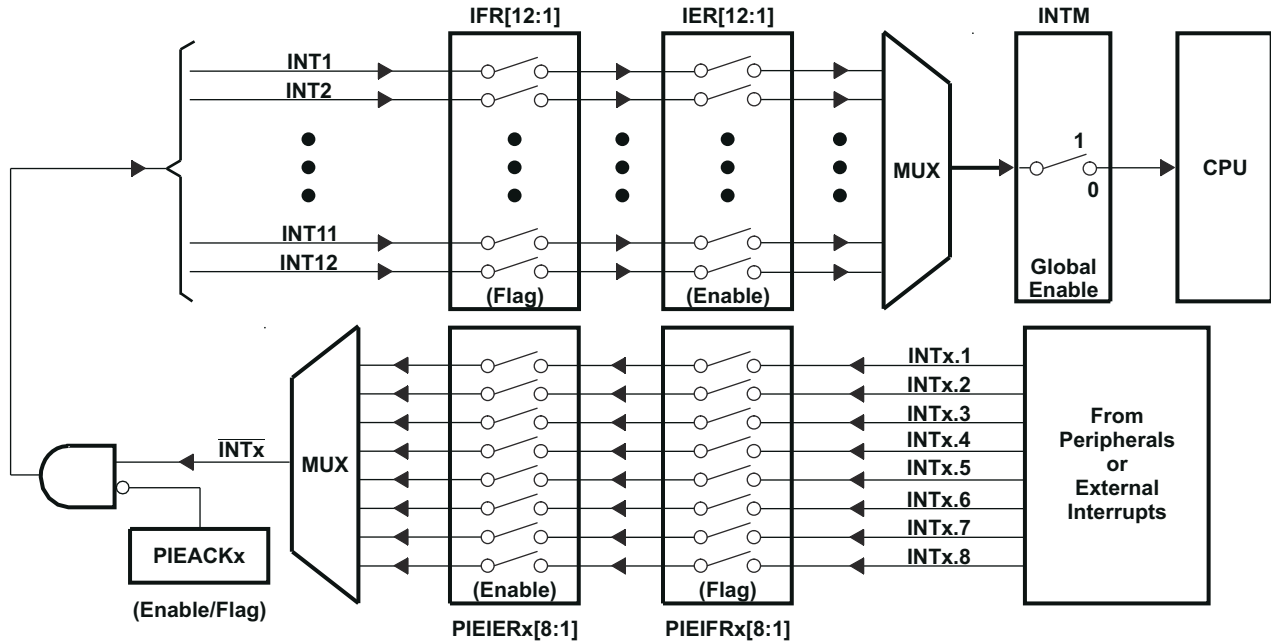 IFR[12:1]
IER[12:1]
INTM
INT1
INT2
INT11
INT12
(Flag)
(Enable)
MUX
1
0
Global
Enable
CPU
INTx.1
INTx.2
INTx.3
INTx.4
INTx.5
INTx.6
INTx.7
INTx.8
From
Peripherals
or
External
Interrupts
INTx
MUX
PIEACKx
(Enable/Flag)
(Enable)
(Flag)
PIEIERx[8:1]
PIEIFRx[8:1]